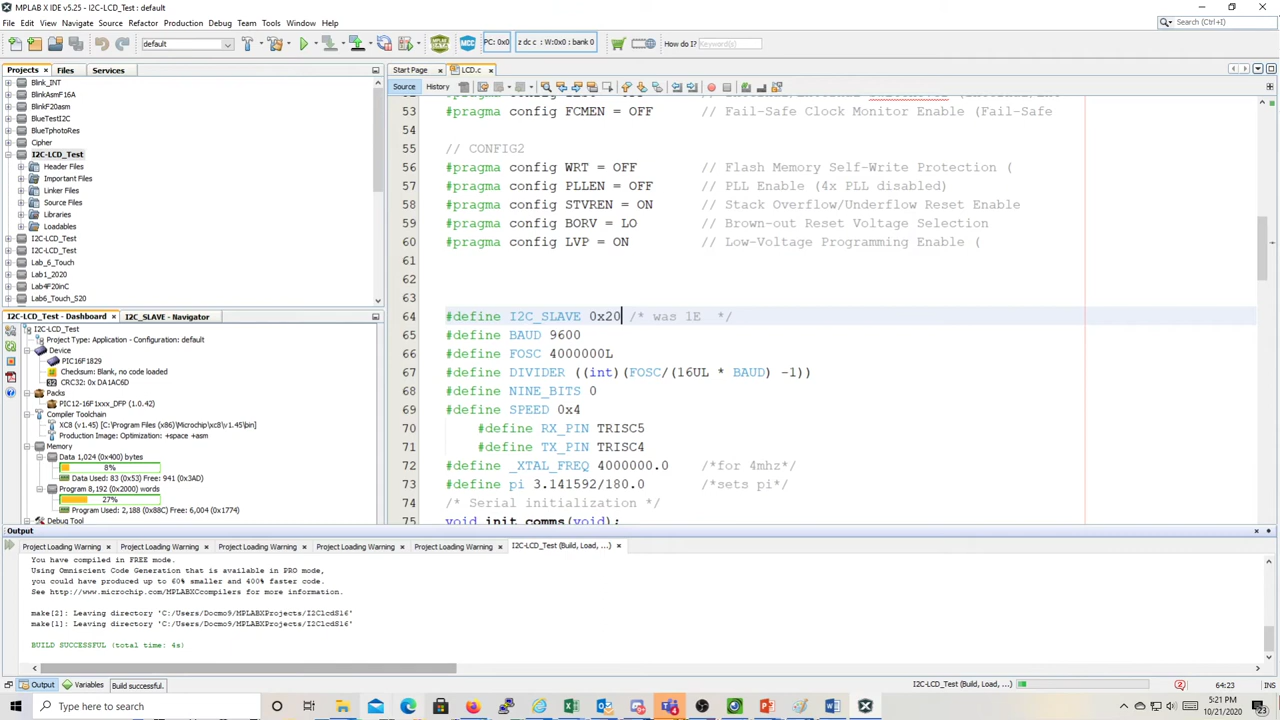 MPLAB X IDE v5.25 - I2C-LCD_Test : default
File Edit View Navigate Source Refactor Production Debug Team Tools Window Help
Search (Ctrl+I)
default
PC: 0x0
z dc c : W:0x0 : bank 0
How do I?
Keyword(s)
Projects
Files
Services
Start Page
LCD.c
Source
History
Blink_INT
BlinkAsmF16A
BlinkF20asm
BlueTestI2C
BlueTphotoRes
Cipher
I2C-LCD_Test
Header Files
Important Files
Linker Files
Source Files
Libraries
Loadables
I2C-LCD_Test
I2C-LCD_Test
Lab_6_Touch
Lab1_2020
Lab4F20inC
Lab6_Touch_S20
53 #pragma config FCMEN = OFF // Fail-Safe Clock Monitor Enable (Fail-Safe
54
55 // CONFIG2
56 #pragma config WRT = OFF // Flash Memory Self-Write Protection (
57 #pragma config PLLEN = OFF // PLL Enable (4x PLL disabled)
58 #pragma config STVREN = ON // Stack Overflow/Underflow Reset Enable
59 #pragma config BORV = LO // Brown-out Reset Voltage Selection
60 #pragma config LVP = ON // Low-Voltage Programming Enable (
61
62
63
64 #define I2C_SLAVE 0x20 /* was 1E */
65 #define BAUD 9600
66 #define FOSC 4000000L
67 #define DIVIDER ((int)(FOSC/(16UL * BAUD) -1))
68 #define NINE_BITS 0
69 #define SPEED 0x4
70 #define RX_PIN TRISC5
71 #define TX_PIN TRISC4
72 #define _XTAL_FREQ 4000000.0 /*for 4mhz*/
73 #define pi 3.141592/180.0 /*sets pi*/
74 /* Serial initialization */
75 void init_comms(void);
I2C-LCD_Test - Dashboard
I2C_SLAVE - Navigator
I2C-LCD_Test
Project Type: Application - Configuration: default
Device
PIC16F1829
Checksum: Blank, no code loaded
CRC32: 0x DA1AC6D
Packs
PIC12-16F1xxx_DFP (1.0.42)
Compiler Toolchain
XC8 (v1.45) [C:\Program Files (x86)\Microchip\xc8\v1.45\bin]
Production Image: Optimization: +space +asm
Memory
Data 1,024 (0x400) bytes
8%
Data Used: 83 (0x53) Free: 941 (0x3AD)
Program 8,192 (0x2000) words
27%
Program Used: 2,188 (0x88C) Free: 6,004 (0x1774)
Debug Tool
Output
Project Loading Warning
Project Loading Warning
Project Loading Warning
Project Loading Warning
Project Loading Warning
I2C-LCD_Test (Build, Load, ...)
You have compiled in FREE mode.
Using Omniscient Code Generation that is available in PRO mode,
you could have produced up to 60% smaller and 400% faster code.
See http://www.microchip.com/MPLABXCcompilers for more information.
make[2]: Leaving directory 'C:/Users/Docmo9/MPLABXProjects/I2ClcdS16'
make[1]: Leaving directory 'C:/Users/Docmo9/MPLABXProjects/I2ClcdS16'
BUILD SUCCESSFUL (total time: 4s)
Output
Variables
Build successful.
I2C-LCD_Test (Build, Load, ...)
64:23
INS
Type here to search
5:21 PM
10/21/2020